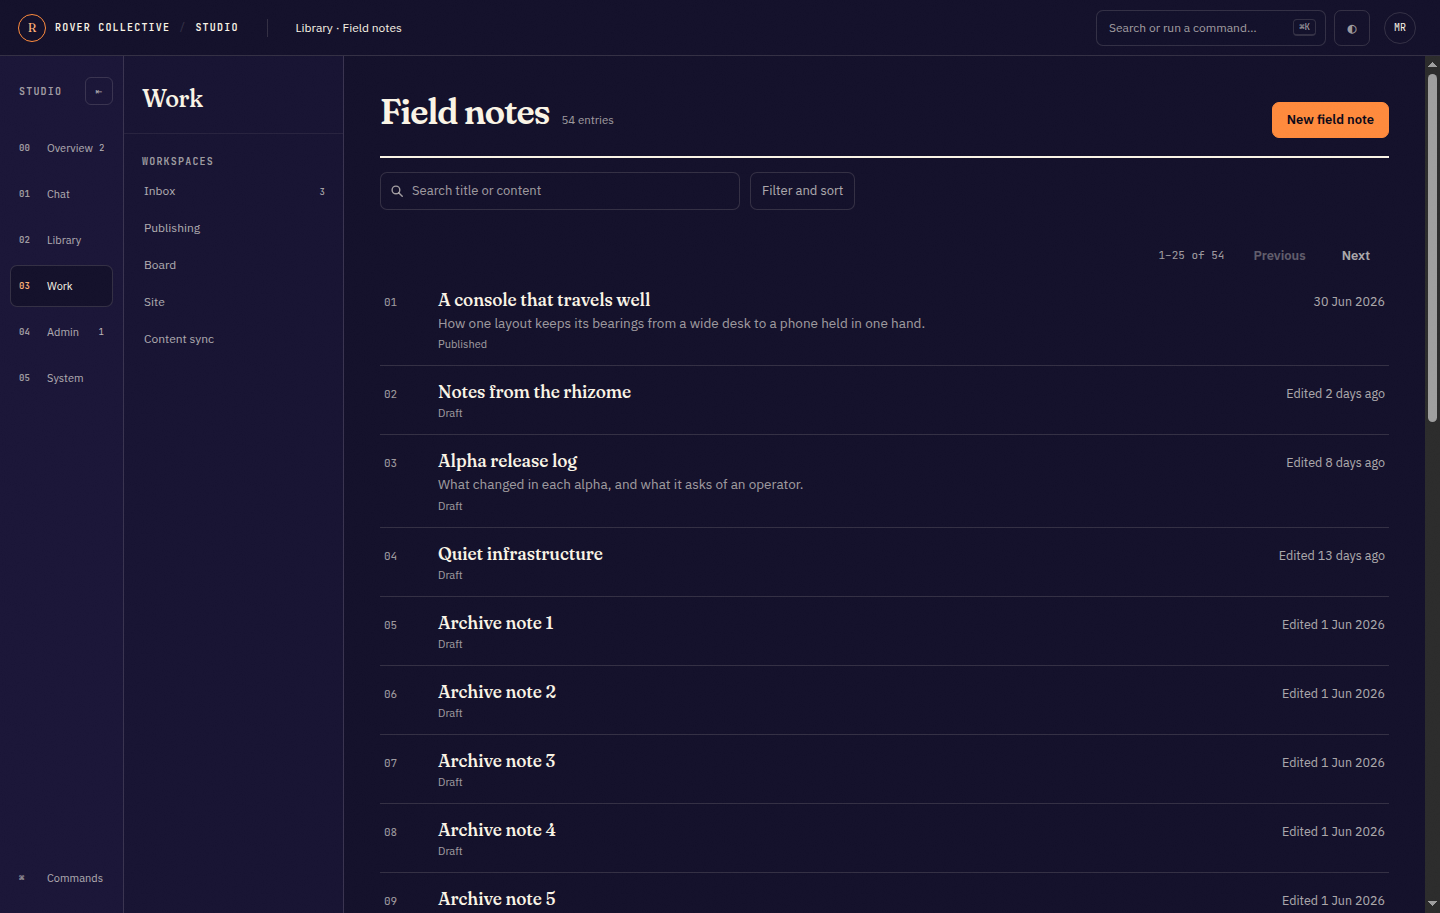 R ROVER COLLECTIVE / STUDIO Library · Field notes Search or run a command... ⌘K ◐ MR
STUDIO ⇤
00 Overview 2
01 Chat
02 Library
03 Work
04 Admin 1
05 System
⌘ Commands
Work
WORKSPACES
Inbox 3
Publishing
Board
Site
Content sync
Field notes 54 entries New field note
Search title or content Filter and sort
1–25 of 54 Previous Next
01 A console that travels well 30 Jun 2026
How one layout keeps its bearings from a wide desk to a phone held in one hand.
Published
02 Notes from the rhizome Edited 2 days ago
Draft
03 Alpha release log Edited 8 days ago
What changed in each alpha, and what it asks of an operator.
Draft
04 Quiet infrastructure Edited 13 days ago
Draft
05 Archive note 1 Edited 1 Jun 2026
Draft
06 Archive note 2 Edited 1 Jun 2026
Draft
07 Archive note 3 Edited 1 Jun 2026
Draft
08 Archive note 4 Edited 1 Jun 2026
Draft
09 Archive note 5 Edited 1 Jun 2026